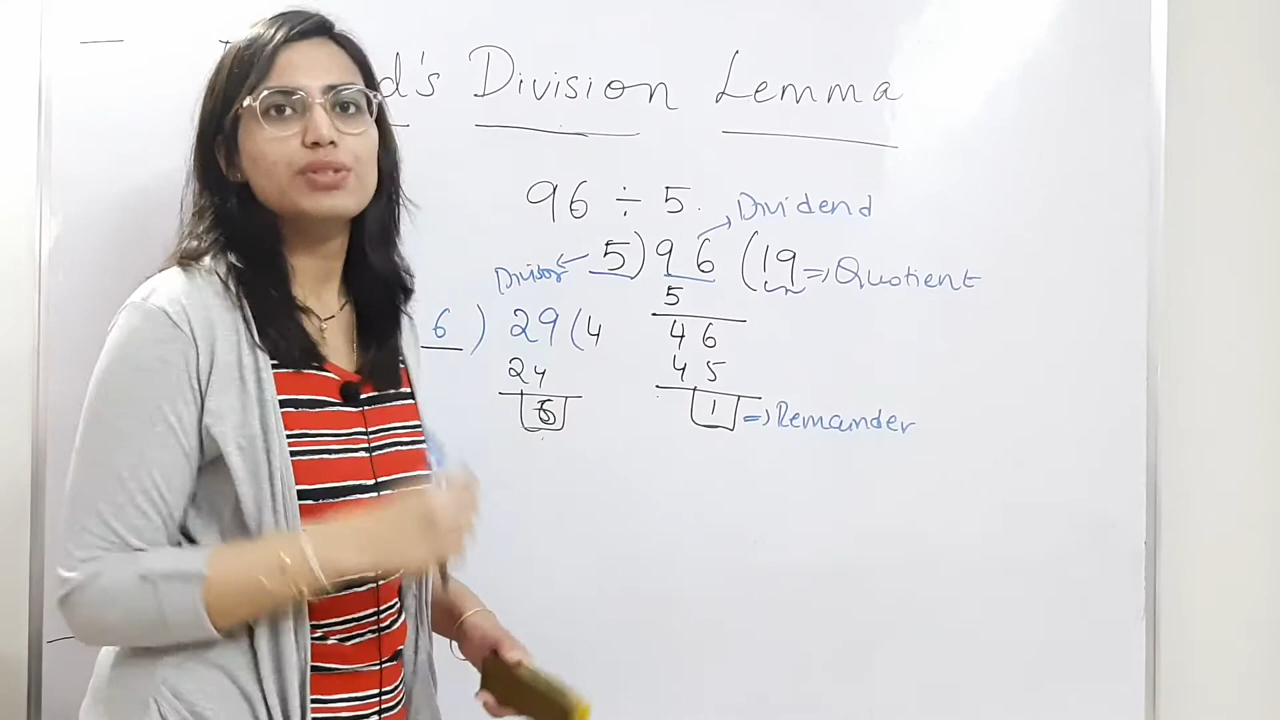 d's Division Lemma
96 ÷ 5.
Dividend
Divisor ← 5) 96 (19 => Quotient
5
46
45
1 => Remainder
6 ) 29 ( 4
24
5